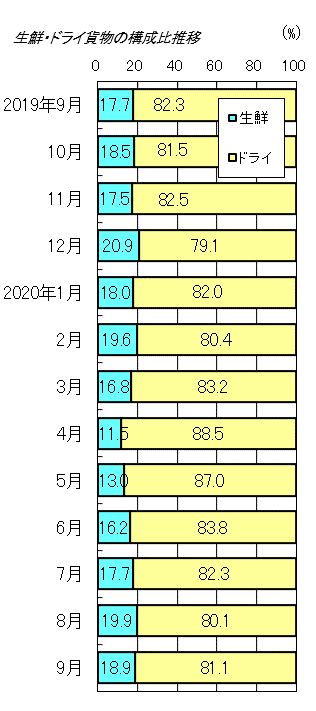 生鮮・ドライ貨物の構成比推移
(%)
0 20 40 60 80 100
2019年9月 17.7 82.3
生鮮
10月 18.5 81.5
ドライ
11月 17.5 82.5
12月 20.9 79.1
2020年1月 18.0 82.0
2月 19.6 80.4
3月 16.8 83.2
4月 11.5 88.5
5月 13.0 87.0
6月 16.2 83.8
7月 17.7 82.3
8月 19.9 80.1
9月 18.9 81.1